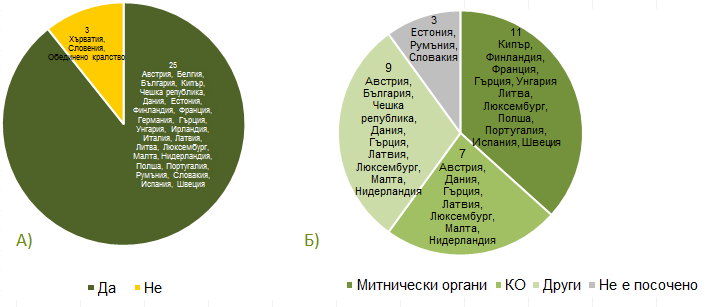 3
Хърватия,
Словения,
Обединено кралство
25
Австрия, Белгия,
България, Кипър,
Чешка република,
Дания, Естония,
Финландия, Франция,
Германия, Гърция,
Унгария, Ирландия,
Италия, Латвия,
Литва, Люксембург,
Малта, Нидерландия,
Полша, Португалия,
Румъния, Словакия,
Испания, Швеция
А)
Да
Не
3
Естония,
Румъния,
Словакия
11
Кипър,
Финландия,
Франция,
Гърция, Унгария
Литва,
Люксембург,
Полша,
Португалия,
Испания, Швеция
9
Австрия,
България,
Чешка
република,
Дания,
Гърция,
Латвия,
Люксембург,
Малта,
Нидерландия
7
Австрия,
Дания,
Гърция,
Латвия,
Люксембург,
Малта,
Нидерландия
Б)
Митнически органи
КО
Други
Не е посочено